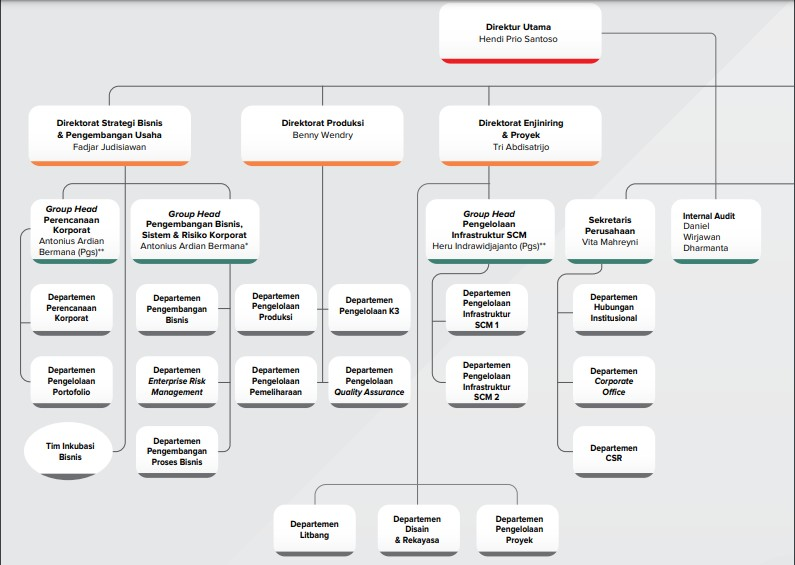 Direktur Utama
Hendi Prio Santoso
Direktorat Strategi Bisnis
& Pengembangan Usaha
Fadjar Judisiawan
Direktorat Produksi
Benny Wendry
Direktorat Enjiniring
& Proyek
Tri Abdisatrijo
Group Head
Perencanaan
Korporat
Antonius Ardian
Bermana (Pgs)**
Group Head
Pengembangan Bisnis,
Sistem & Risiko Korporat
Antonius Ardian Bermana*
Group Head
Pengelolaan
Infrastruktur SCM
Heru Indrawidjajanto (Pgs)**
Sekretaris
Perusahaan
Vita Mahreyni
Internal Audit
Daniel
Wirjawan
Dharmanta
Departemen
Perencanaan
Korporat
Departemen
Pengembangan
Bisnis
Departemen
Pengelolaan
Produksi
Departemen
Pengelolaan K3
Departemen
Pengelolaan
Infrastruktur
SCM 1
Departemen
Hubungan
Institusional
Departemen
Pengelolaan
Portofolio
Departemen
Enterprise Risk
Management
Departemen
Pengelolaan
Pemeliharaan
Departemen
Pengelolaan
Quality Assurance
Departemen
Pengelolaan
Infrastruktur
SCM 2
Departemen
Corporate
Office
Tim Inkubasi
Bisnis
Departemen
Pengembangan
Proses Bisnis
Departemen
CSR
Departemen
Litbang
Departemen
Disain
& Rekayasa
Departemen
Pengelolaan
Proyek